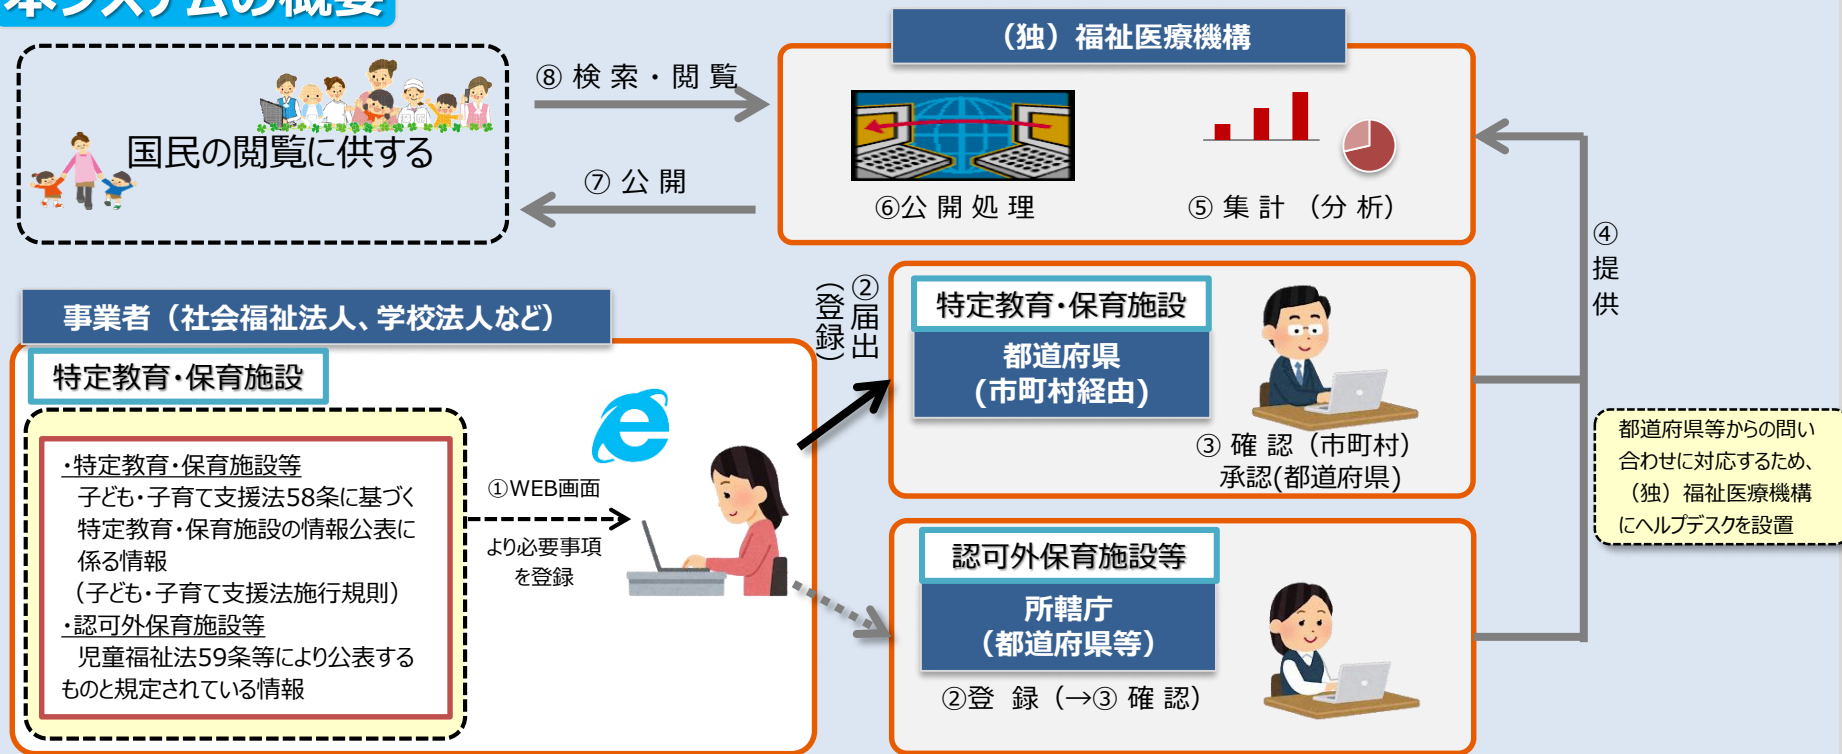 本システムの概要
(独)福祉医療機構
⑧ 検 索 ・ 閲 覧
国民の閲覧に供する
⑦ 公 開
⑥公 開 処 理
⑤ 集 計 (分 析)
④提供
事業者(社会福祉法人、学校法人など)
特定教育・保育施設
・特定教育・保育施設等
子ども・子育て支援法58条に基づく
特定教育・保育施設の情報公表に
係る情報
(子ども・子育て支援法施行規則)
・認可外保育施設等
児童福祉法59条等により公表する
ものと規定されている情報
①WEB画面
より必要事項
を登録
②届出
(登録)
特定教育・保育施設
都道府県
(市町村経由)
③ 確 認 (市町村)
承認(都道府県)
認可外保育施設等
所轄庁
(都道府県等)
②登 録 (→③ 確 認)
都道府県等からの問い
合わせに対応するため、
(独)福祉医療機構
にヘルプデスクを設置